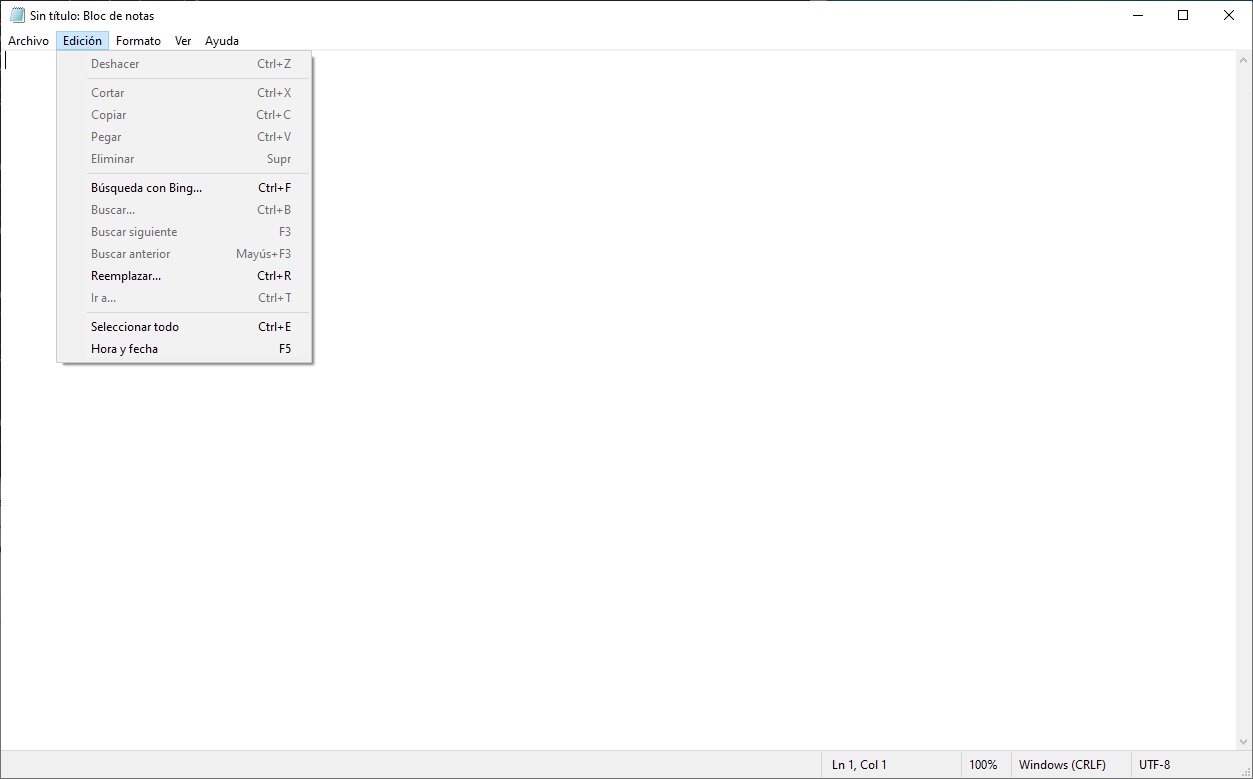 Sin título: Bloc de notas
Archivo Edición Formato Ver Ayuda
Deshacer Ctrl+Z
Cortar Ctrl+X
Copiar Ctrl+C
Pegar Ctrl+V
Eliminar Supr
Búsqueda con Bing... Ctrl+F
Buscar... Ctrl+B
Buscar siguiente F3
Buscar anterior Mayús+F3
Reemplazar... Ctrl+R
Ir a... Ctrl+T
Seleccionar todo Ctrl+E
Hora y fecha F5
Ln 1, Col 1 100% Windows (CRLF) UTF-8